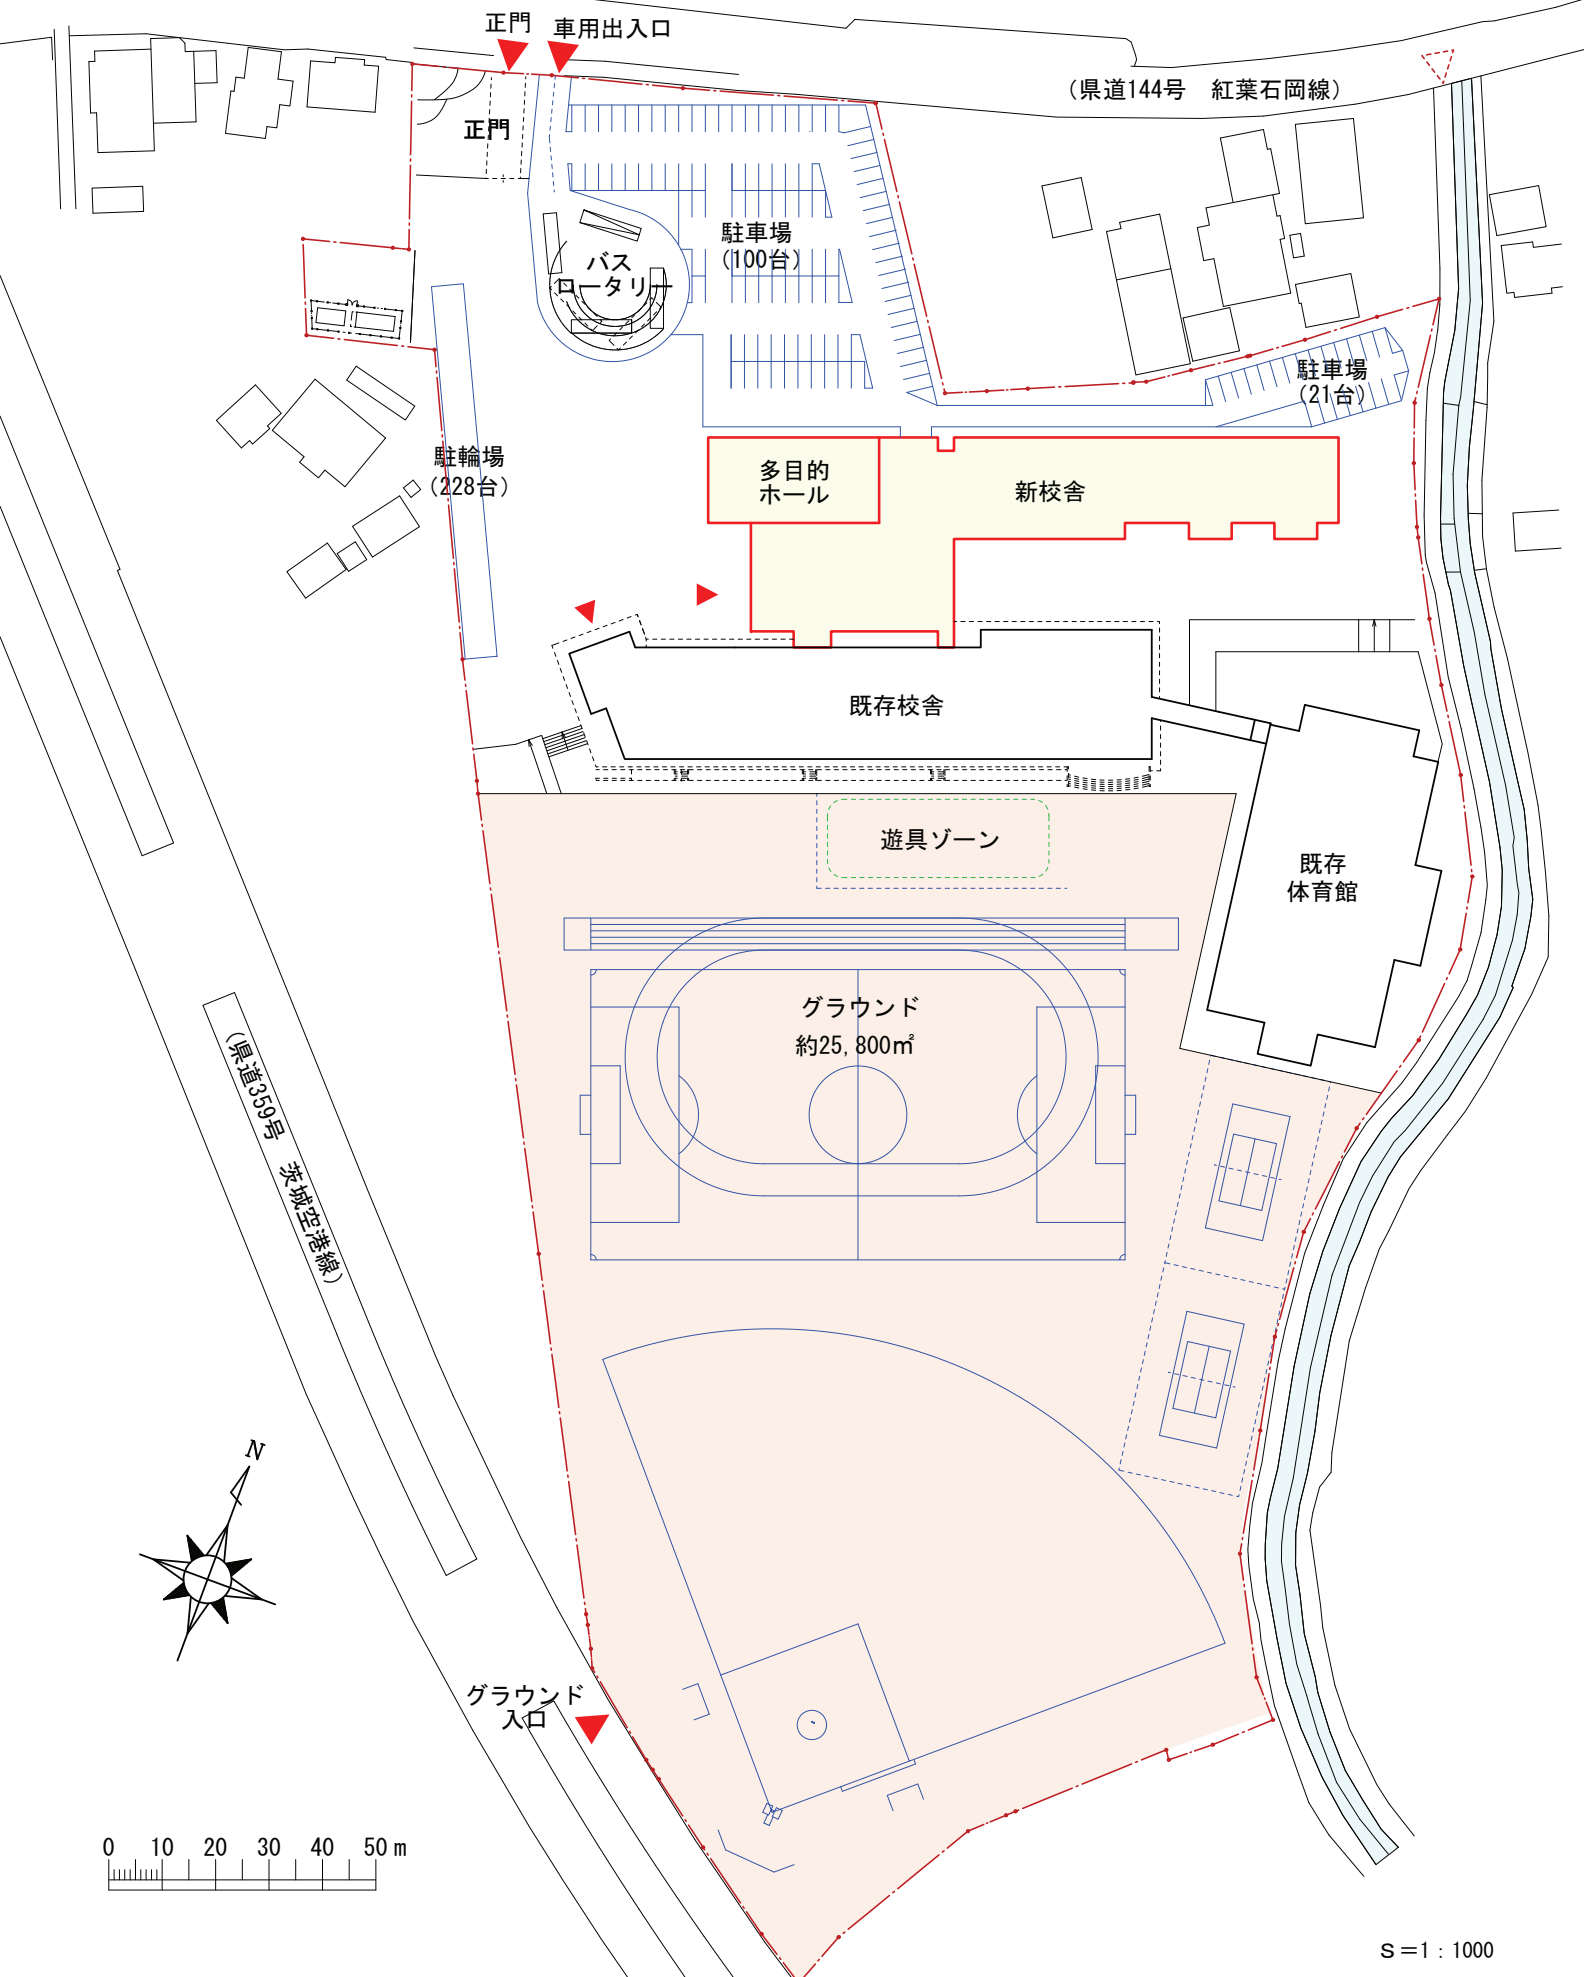 正門
車用出入口
(県道144号　紅葉石岡線)
正門
駐車場
(100台)
バス
ロータリー
駐車場
(21台)
駐輪場
(228台)
多目的
ホール
新校舎
既存校舎
遊具ゾーン
既存
体育館
グラウンド
約25,800㎡
(県道359号　茨城空港線)
N
グラウンド
入口
0 10 20 30 40 50 m
S=1:1000